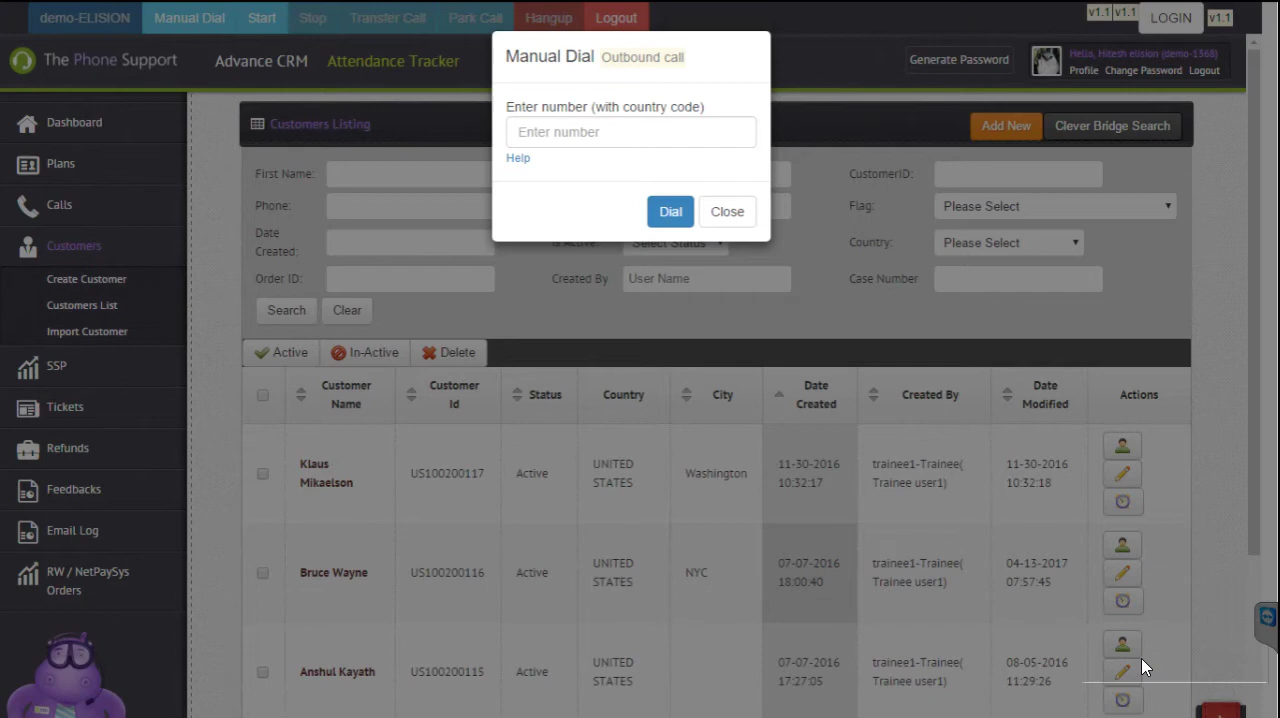 demo-ELISION Manual Dial Start Stop Transfer Call Park Call Hangup Logout v1.1 v1.1 LOGIN v1.1
The Phone Support Advance CRM Attendance Tracker Generate Password Hello, Hitesh elision (demo-1368)
Profile Change Password Logout
Manual Dial Outbound call
Enter number (with country code)
Enter number
Help
Dial Close
Dashboard
Plans
Calls
Customers
Create Customer
Customers List
Import Customer
SSP
Tickets
Refunds
Feedbacks
Email Log
RW / NetPaySys
Orders
Customers Listing Add New Clever Bridge Search
First Name: CustomerID:
Phone: Flag: Please Select
Date
Created: Is Active: Select Status Country: Please Select
Order ID: Created By User Name Case Number
Search Clear
Active In-Active Delete
Customer
Name Customer
Id Status Country City Date
Created Created By Date
Modified Actions
Klaus
Mikaelson US100200117 Active UNITED
STATES Washington 11-30-2016
10:32:17 trainee1-Trainee(
Trainee user1) 11-30-2016
10:32:18
Bruce Wayne US100200116 Active UNITED
STATES NYC 07-07-2016
18:00:40 trainee1-Trainee(
Trainee user1) 04-13-2017
07:57:45
Anshul Kayath US100200115 Active UNITED
STATES 07-07-2016
17:27:05 trainee1-Trainee(
Trainee user1) 08-05-2016
11:29:26